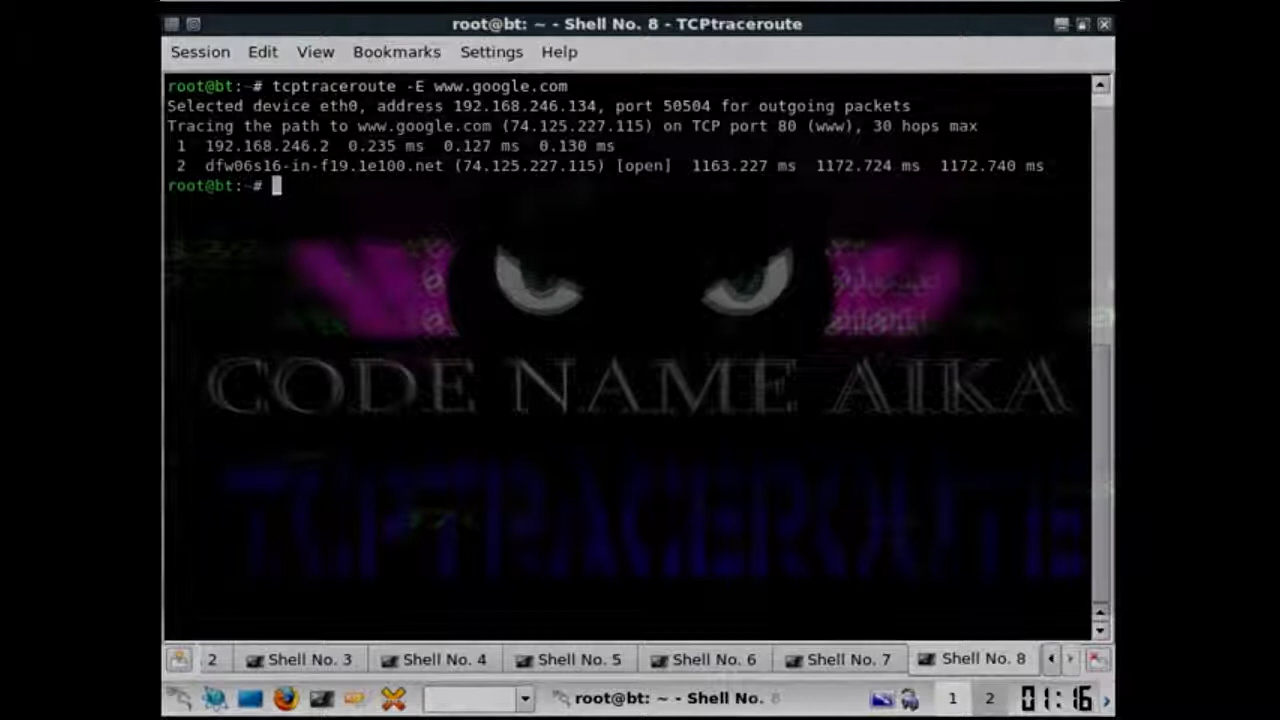 root@bt: ~ - Shell No. 8 - TCPtraceroute
Session Edit View Bookmarks Settings Help
root@bt:~# tcptraceroute -E www.google.com
Selected device eth0, address 192.168.246.134, port 50504 for outgoing packets
Tracing the path to www.google.com (74.125.227.115) on TCP port 80 (www), 30 hops max
1 192.168.246.2 0.235 ms 0.127 ms 0.130 ms
2 dfw06s16-in-f19.1e100.net (74.125.227.115) [open] 1163.227 ms 1172.724 ms 1172.740 ms
root@bt:~#
CODE NAME AIKA
TCPTRACEROUTE
2 Shell No. 3 Shell No. 4 Shell No. 5 Shell No. 6 Shell No. 7 Shell No. 8
root@bt: ~ - Shell No. 8 1 2 01:16